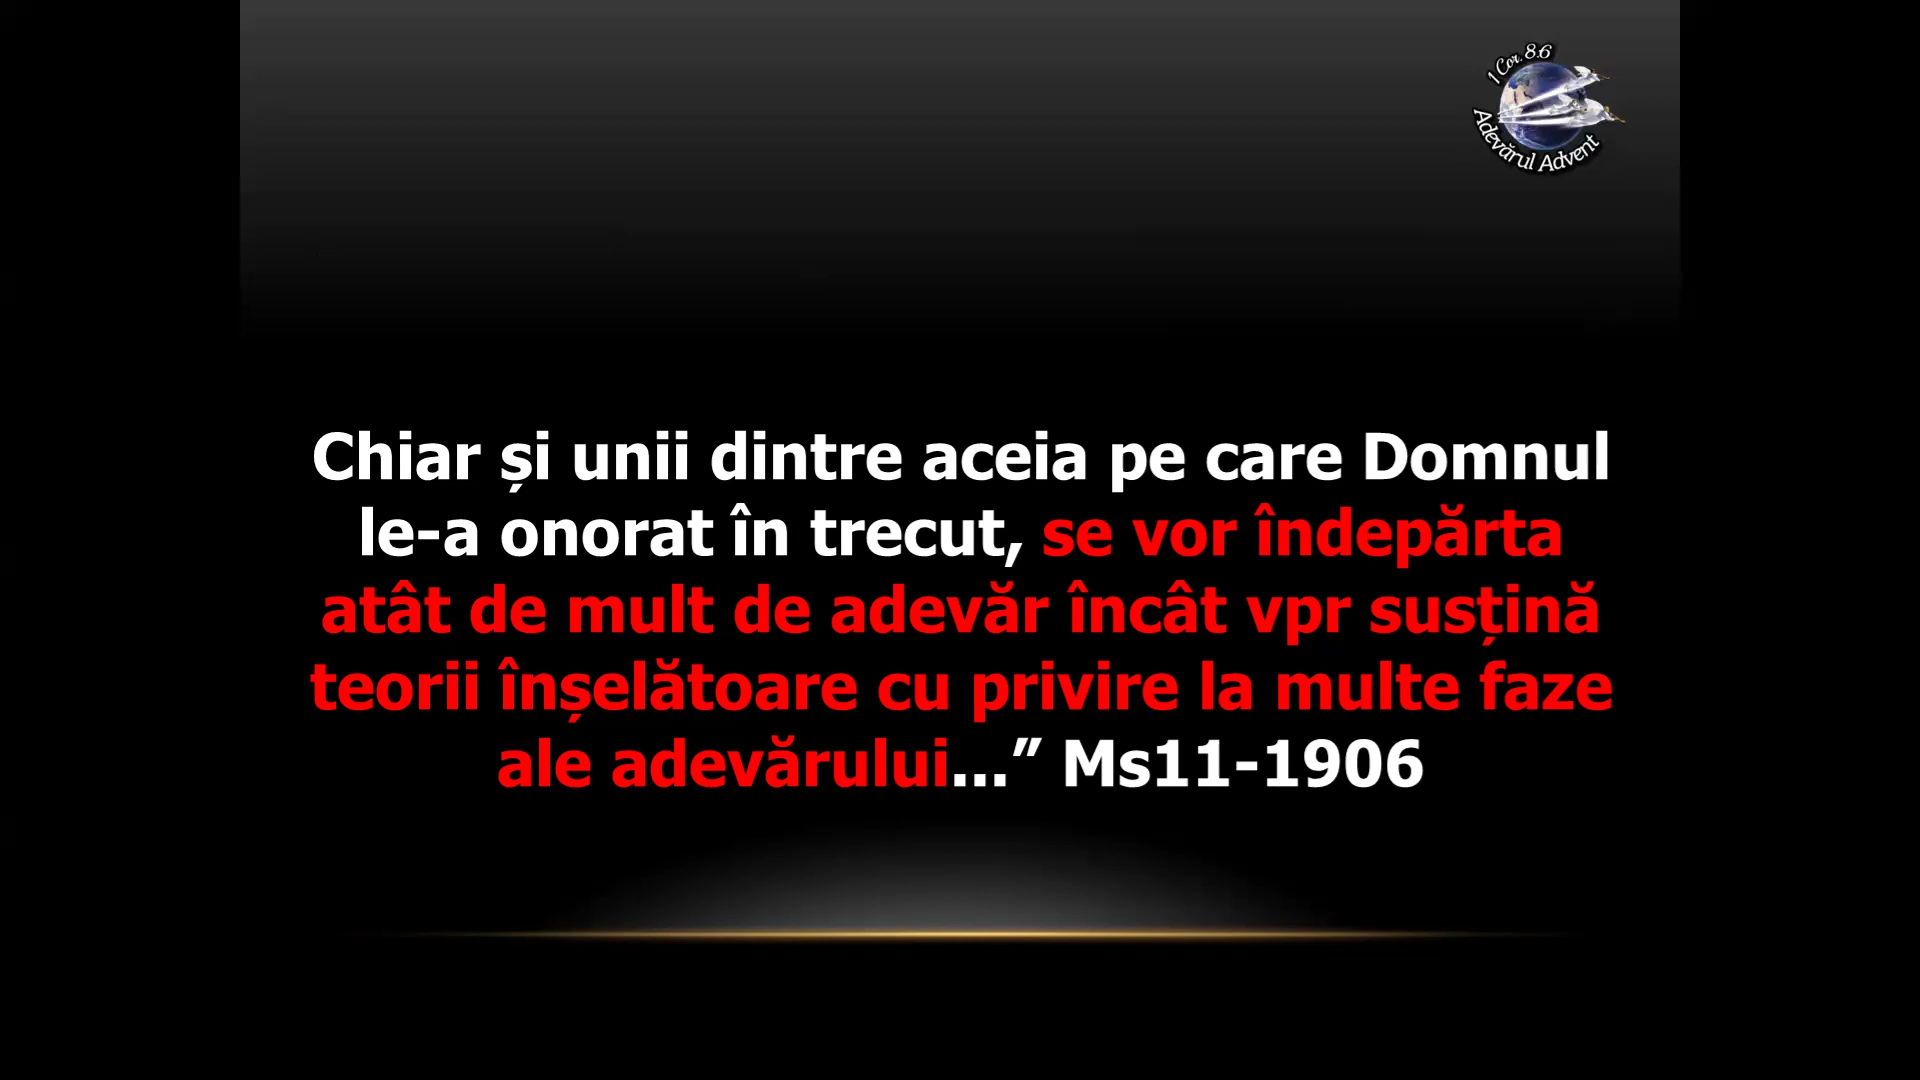 1 Cor. 8:6
Adevărul Advent
Chiar și unii dintre aceia pe care Domnul
le-a onorat în trecut, se vor îndepărta
atât de mult de adevăr încât vpr susțină
teorii înșelătoare cu privire la multe faze
ale adevărului...” Ms11-1906